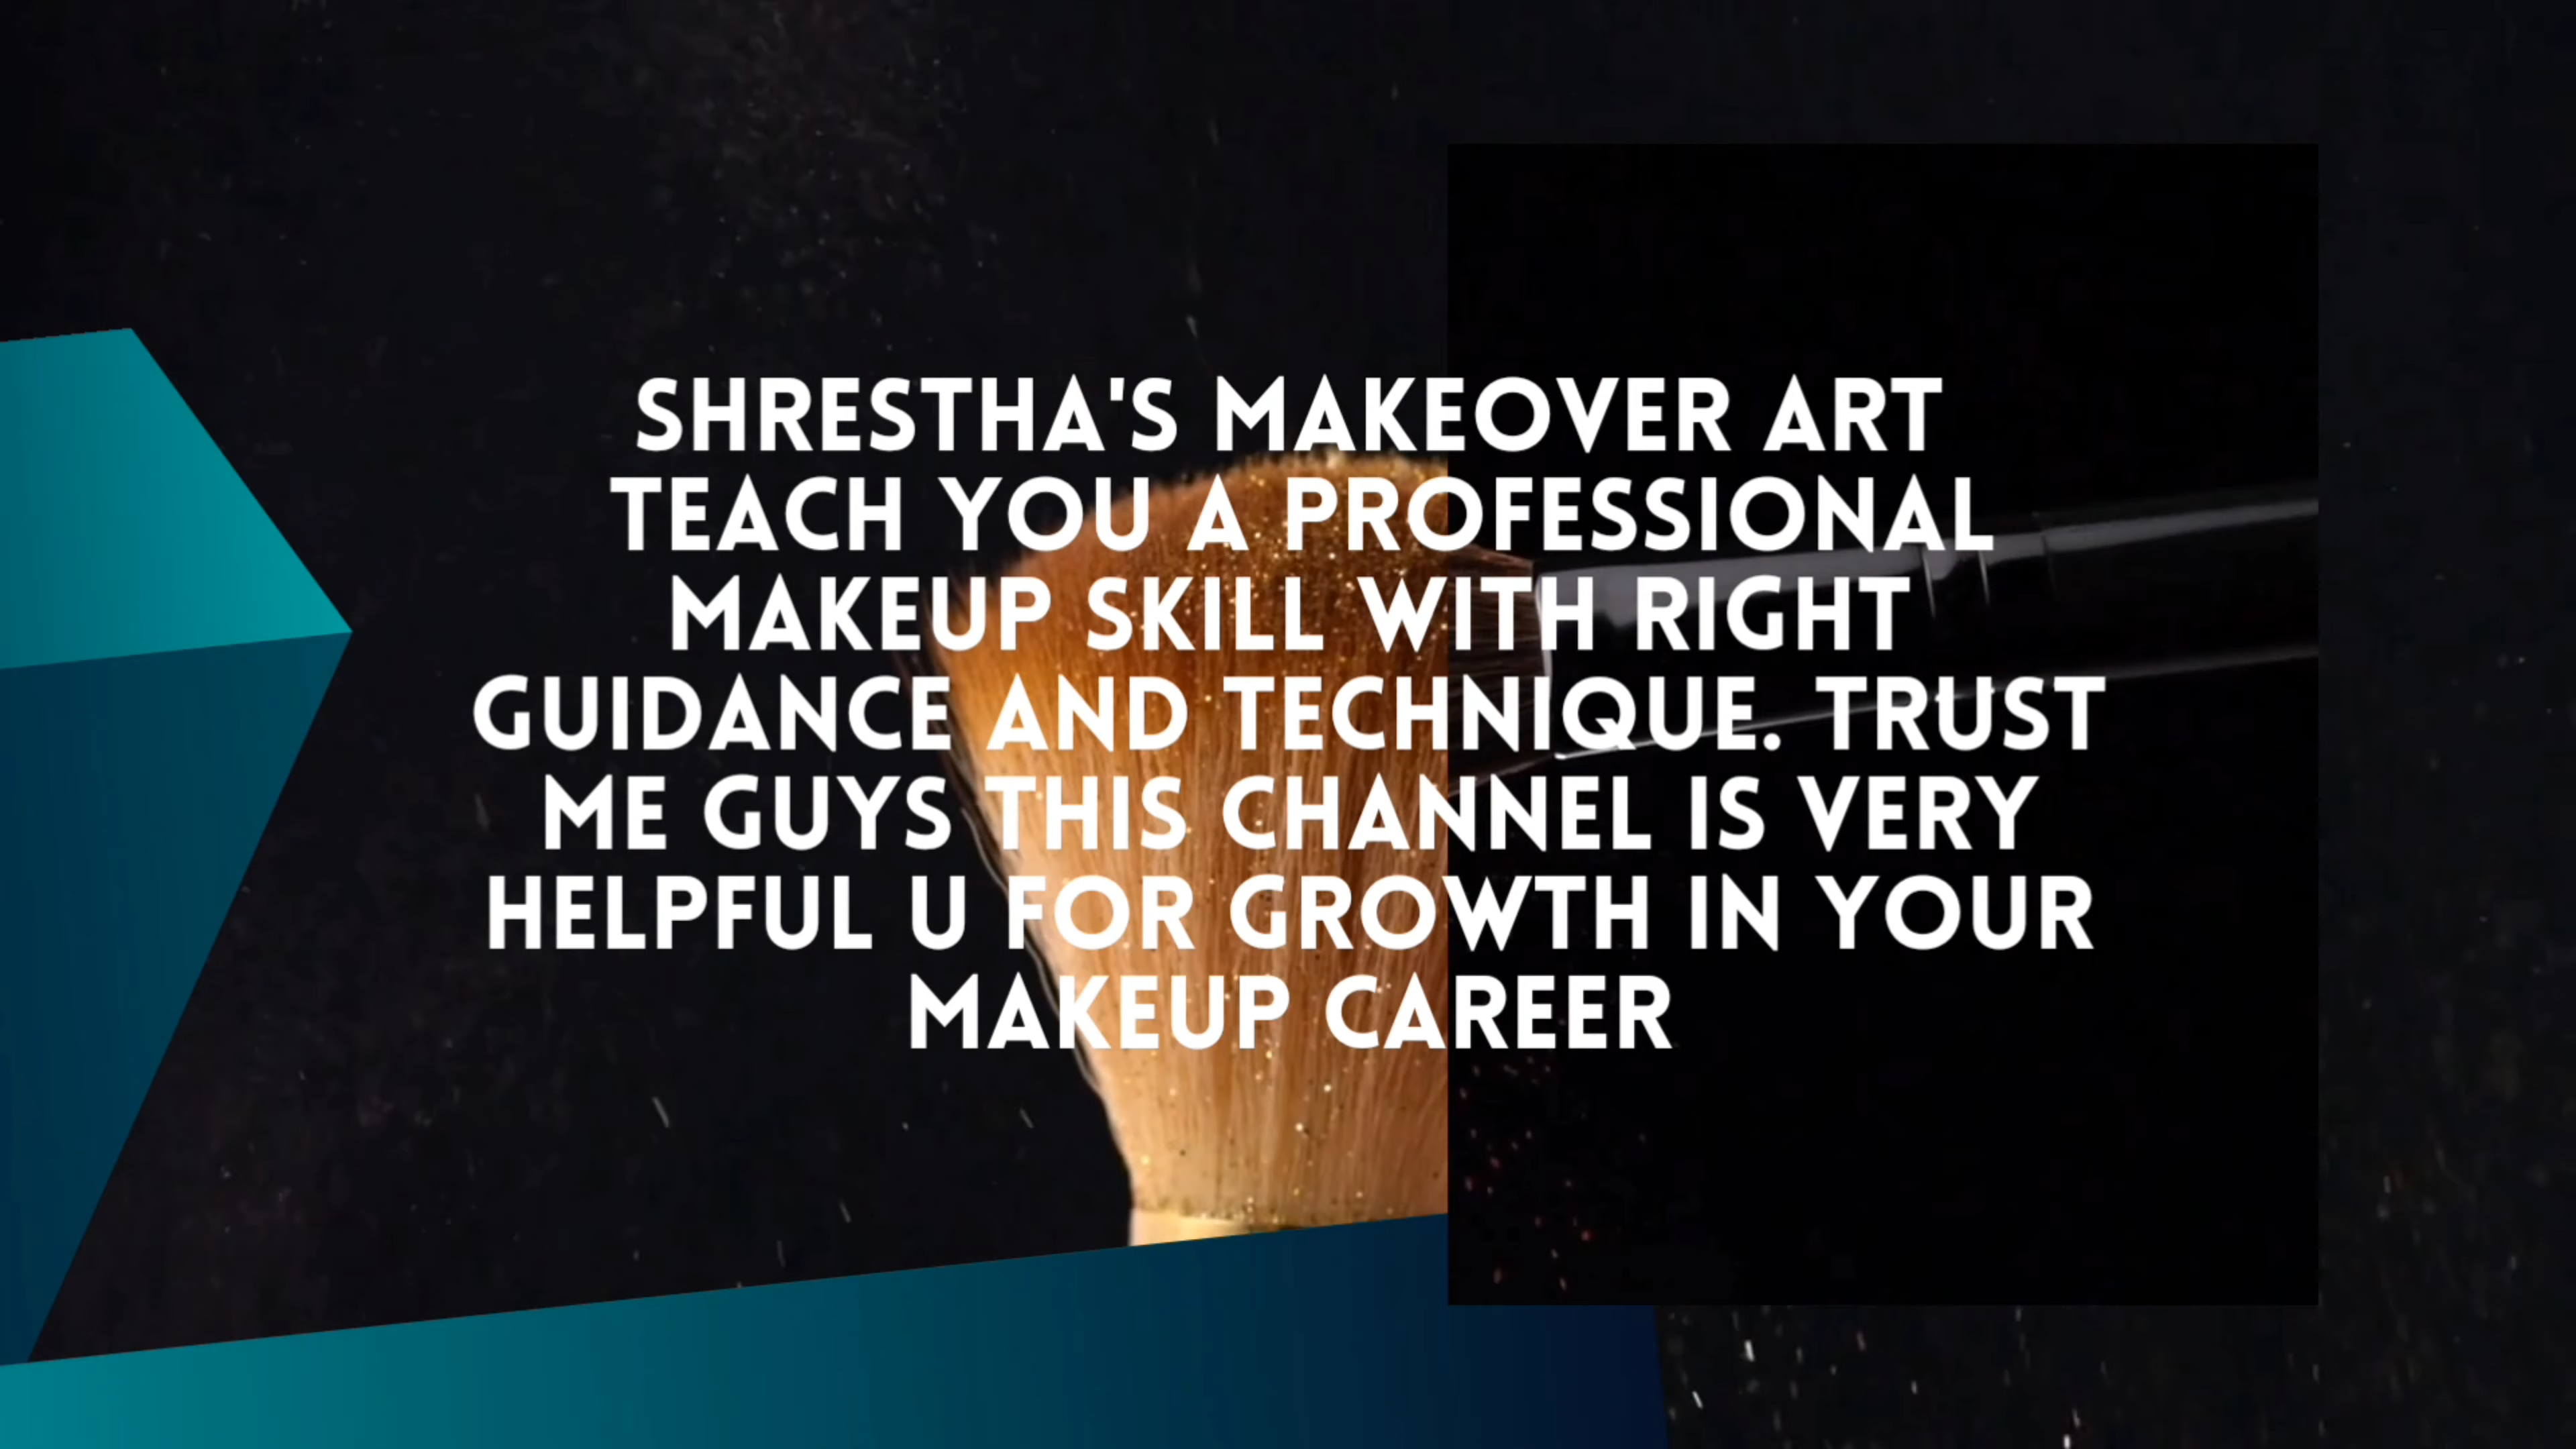 SHRESTHA'S MAKEOVER ART
TEACH YOU A PROFESSIONAL
MAKEUP SKILL WITH RIGHT
GUIDANCE AND TECHNIQUE. TRUST
ME GUYS THIS CHANNEL IS VERY
HELPFUL U FOR GROWTH IN YOUR
MAKEUP CAREER